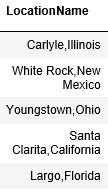 LocationName
Carlyle,Illinois
White Rock,New
Mexico
Youngstown,Ohio
Santa
Clarita,California
Largo,Florida